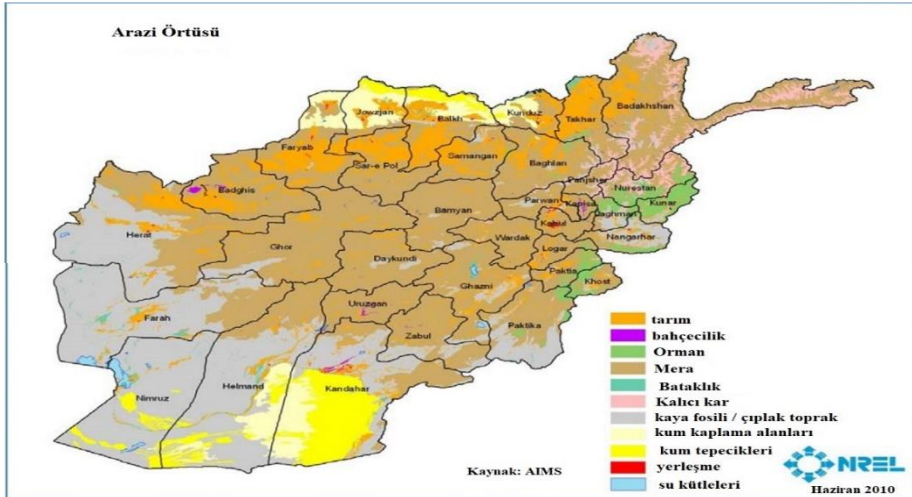 Arazi Örtüsü
Jowzjan
Balkh
Kunduz
Takhar
Badakhshan
Faryab
Sar-e Pol
Samangan
Baghlan
Panjsher
Nurestan
Badghis
Parwan
Kapisa
Kunar
Laghman
Bamyan
Kabul
Nangarhar
Herat
Wardak
Ghor
Logar
Daykundi
Paktia
Khost
Ghazni
Uruzgan
Farah
Paktika
Zabul
Helmand
Kandahar
Nimruz
tarım
bahçecilik
Orman
Mera
Bataklık
Kalıcı kar
kaya fosili / çıplak toprak
kum kaplama alanları
kum tepecikleri
yerleşme
su kütleleri
Kaynak: AIMS
NREL
Haziran 2010